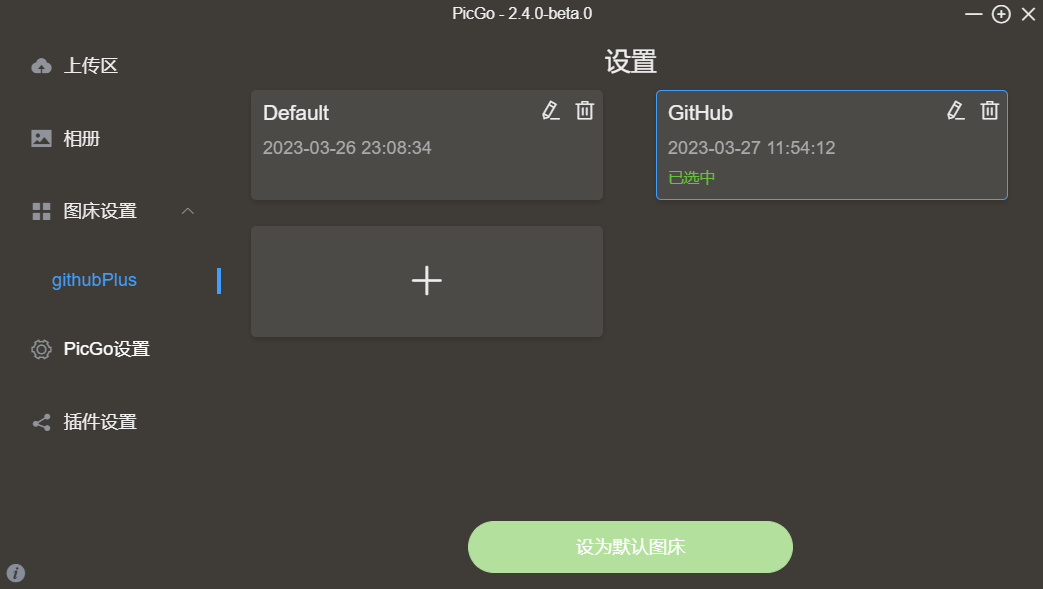 PicGo - 2.4.0-beta.0
上传区
相册
图床设置
githubPlus
PicGo设置
插件设置
设置
Default
2023-03-26 23:08:34
GitHub
2023-03-27 11:54:12
已选中
设为默认图床